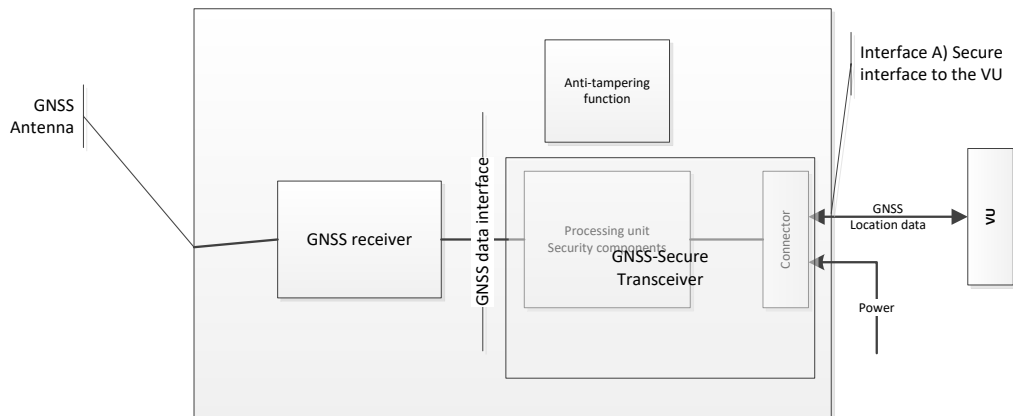 Anti-tampering
function
Interface A) Secure
interface to the VU
GNSS
Antenna
GNSS receiver
GNSS data interface
Processing unit
Security components
GNSS-Secure
Transceiver
Connector
GNSS
Location data
VU
Power